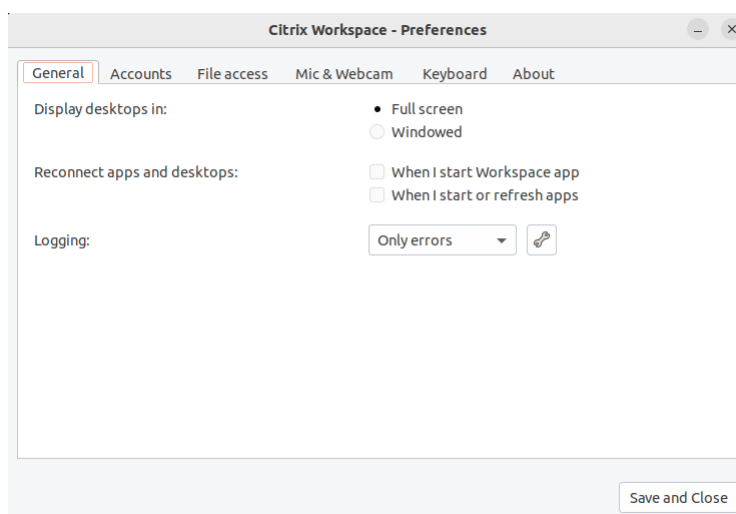 Citrix Workspace - Preferences
General Accounts File access Mic & Webcam Keyboard About
Display desktops in: Full screen
Windowed
Reconnect apps and desktops: When I start Workspace app
When I start or refresh apps
Logging: Only errors
Save and Close